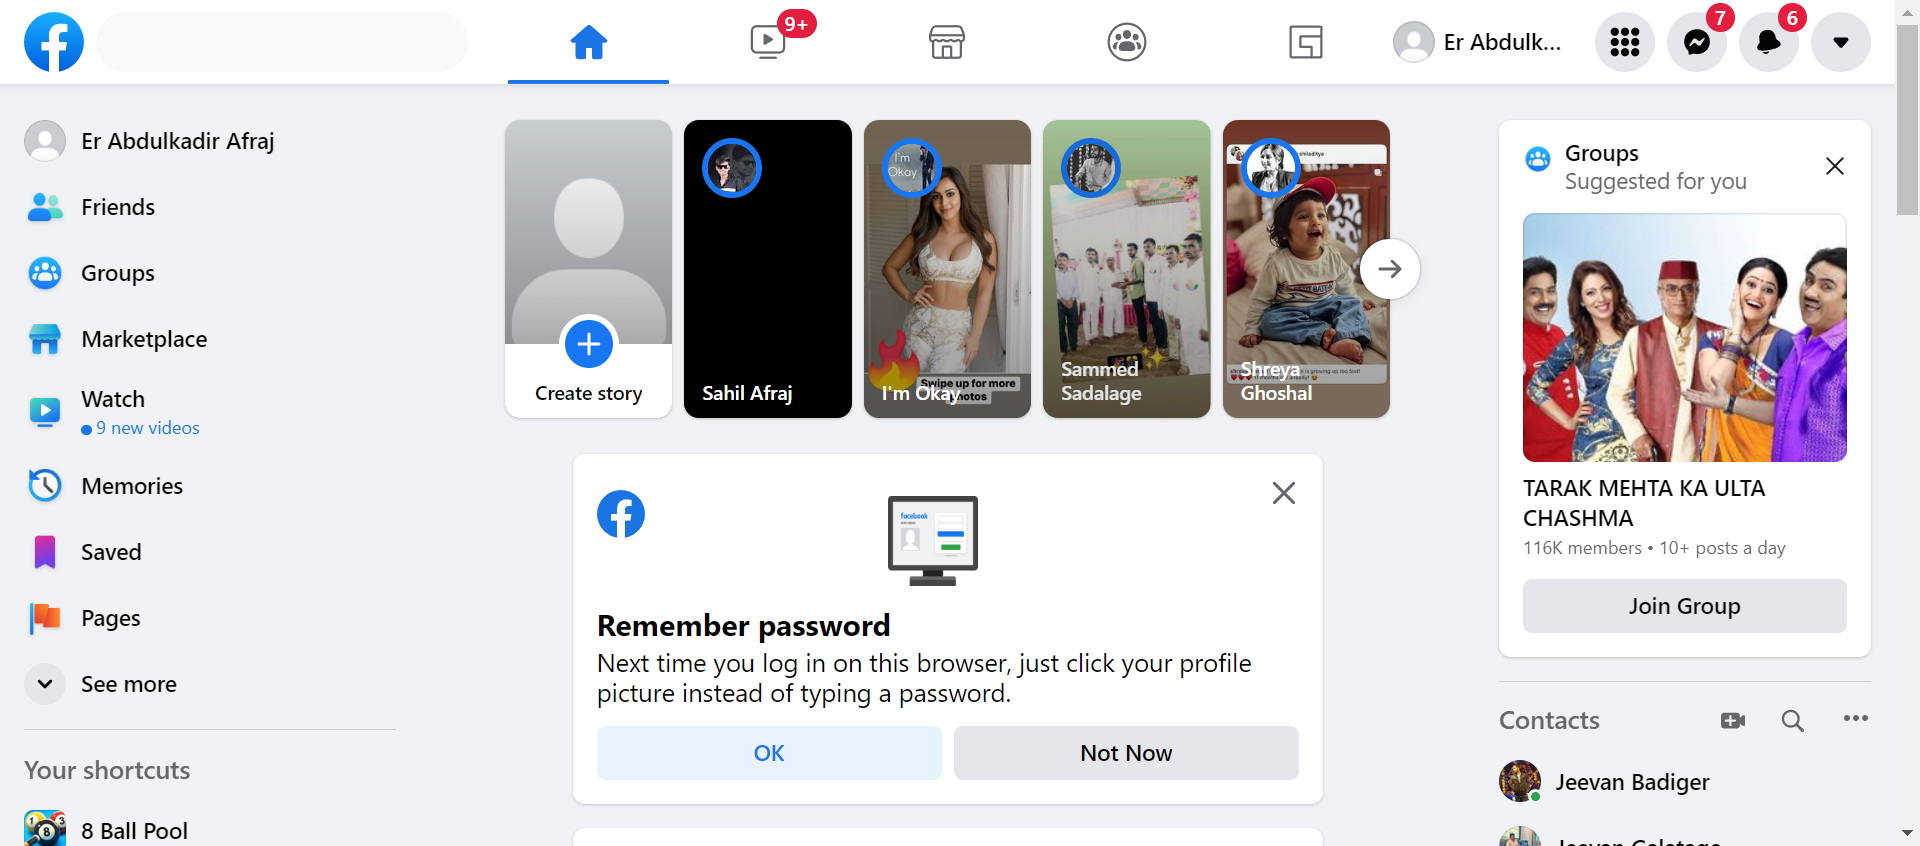 9+
Er Abdulk...
7
6
Er Abdulkadir Afraj
Friends
Groups
Marketplace
Watch
9 new videos
Memories
Saved
Pages
See more
Your shortcuts
8 Ball Pool
Create story
Sahil Afraj
I'm
Okay
Swipe up for more
I'm Okay
Sammed
Sadalage
shiladitya
Shreya
Ghoshal
facebook
Remember password
Next time you log in on this browser, just click your profile
picture instead of typing a password.
OK
Not Now
Groups
Suggested for you
TARAK MEHTA KA ULTA
CHASHMA
116K members • 10+ posts a day
Join Group
Contacts
Jeevan Badiger